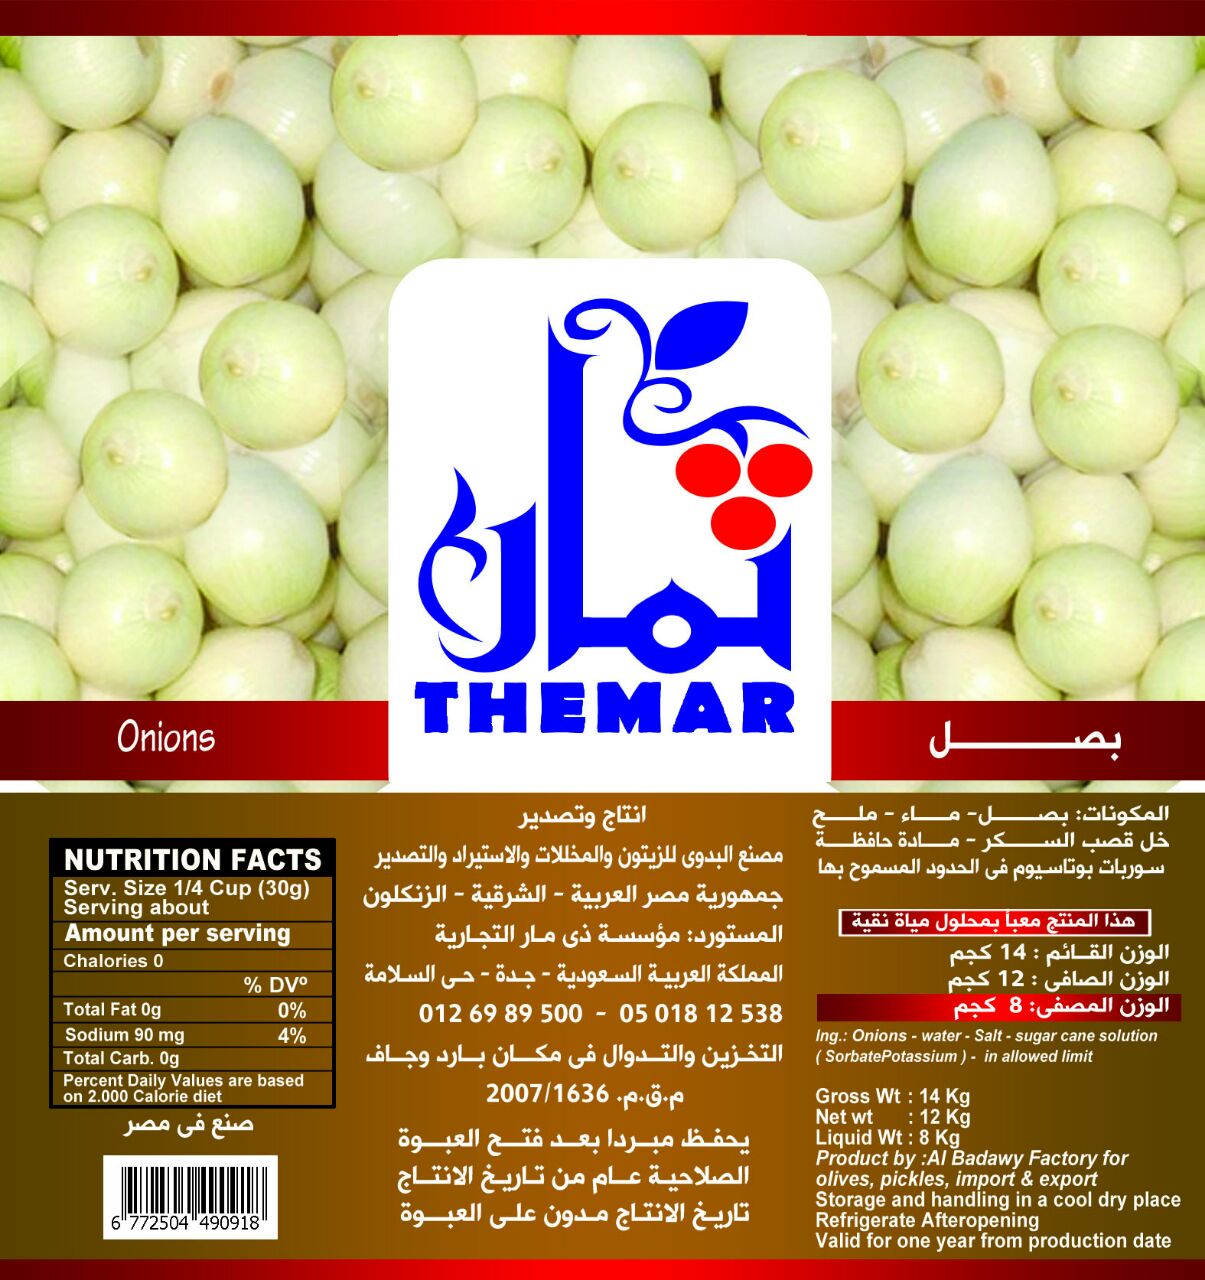 ثمار
THEMAR
Onions
بصل
NUTRITION FACTS
Serv. Size 1/4 Cup (30g)
Serving about
Amount per serving
Chalories 0
% DVº
Total Fat 0g 0%
Sodium 90 mg 4%
Total Carb. 0g
Percent Daily Values are based
on 2.000 Calorie diet
صنع فى مصر
6 772504 490918
انتاج وتصدير
مصنع البدوى للزيتون والمخللات والاستيراد والتصدير
جمهورية مصر العربية - الشرقية - الزنكلون
المستورد: مؤسسة ذى مار التجارية
المملكة العربية السعودية - جدة - حى السلامة
012 69 89 500 - 05 018 12 538
التخزين والتدوال فى مكان بارد وجاف
م.ق.م. 2007/1636
يحفظ مبردا بعد فتح العبوة
الصلاحية عام من تاريخ الانتاج
تاريخ الانتاج مدون على العبوة
المكونات: بصل- ماء - ملح
خل قصب السكر - مادة حافظة
سوربات بوتاسيوم فى الحدود المسموح بها
هذا المنتج معبأ بمحلول مياة نقية
الوزن القائم : 14 كجم
الوزن الصافى : 12 كجم
الوزن المصفى: 8 كجم
Ing.: Onions - water - Salt - sugar cane solution
( SorbatePotassium ) - in allowed limit
Gross Wt : 14 Kg
Net wt : 12 Kg
Liquid Wt : 8 Kg
Product by :Al Badawy Factory for
olives, pickles, import & export
Storage and handling in a cool dry place
Refrigerate Afteropening
Valid for one year from production date